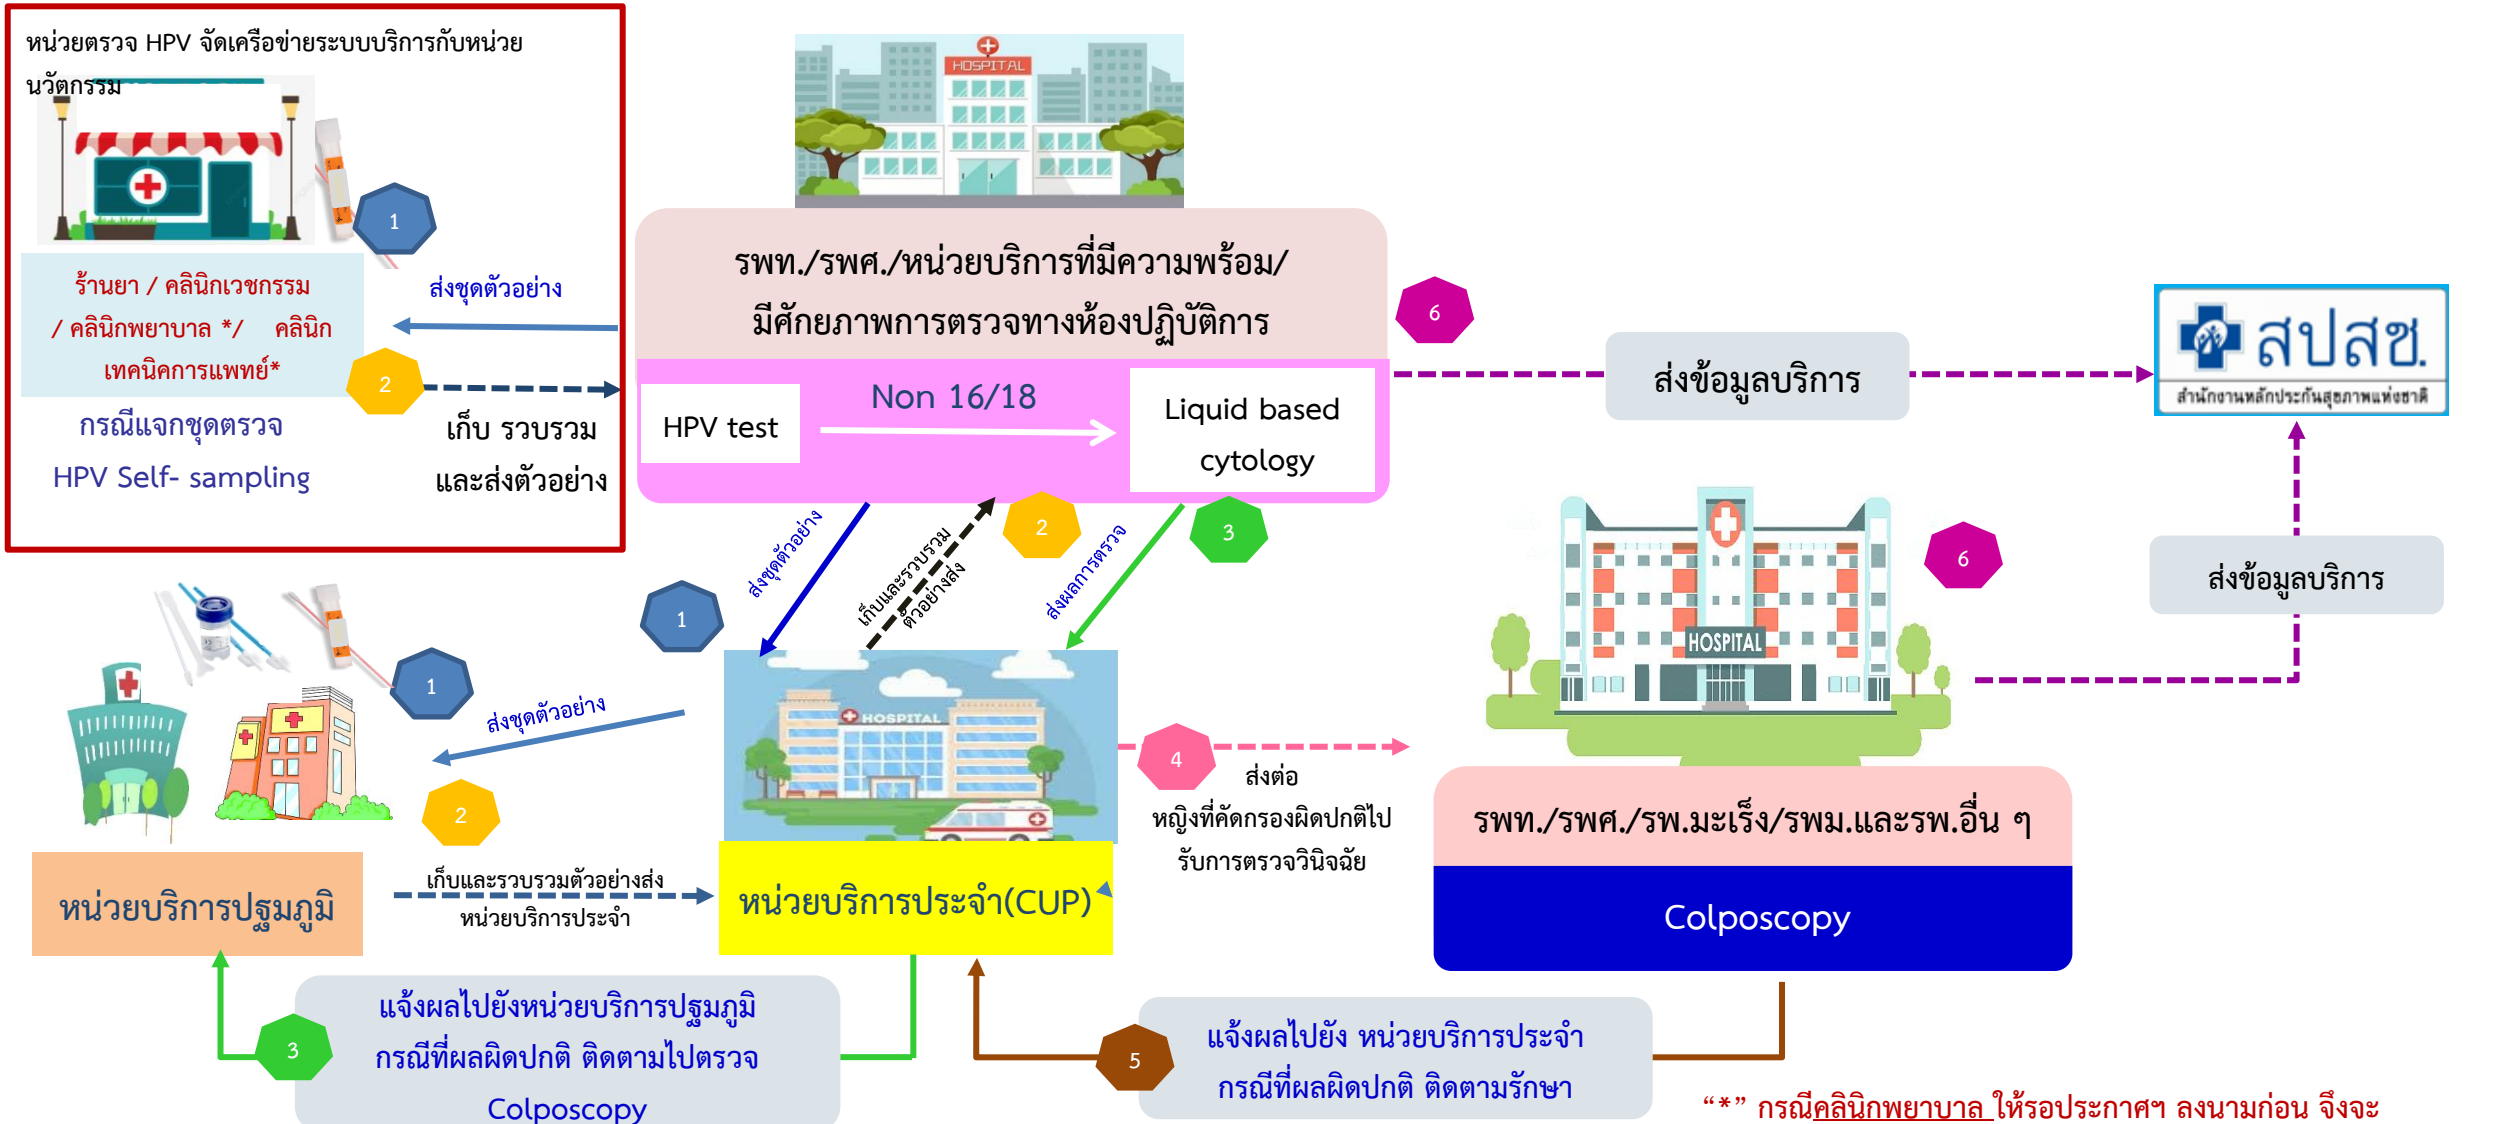 หน่วยตรวจ HPV จัดเครือข่ายระบบบริการกับหน่วย
นวัตกรรม
1
ร้านยา / คลินิกเวชกรรม
/ คลินิกพยาบาล */ คลินิก
เทคนิคการแพทย์*
กรณีแจกชุดตรวจ
HPV Self- sampling
ส่งชุดตัวอย่าง
2
เก็บ รวบรวม
และส่งตัวอย่าง
HOSPITAL
รพท./รพศ./หน่วยบริการที่มีความพร้อม/
มีศักยภาพการตรวจทางห้องปฏิบัติการ
HPV test
Non 16/18
Liquid based
cytology
6
ส่งข้อมูลบริการ
สปสช.
สำนักงานหลักประกันสุขภาพแห่งชาติ
ส่งข้อมูลบริการ
6
1
ส่งชุดตัวอย่าง
เก็บและรวบรวม
ตัวอย่างส่ง
2
ส่งผลการตรวจ
3
1
ส่งชุดตัวอย่าง
2
เก็บและรวบรวมตัวอย่างส่ง
หน่วยบริการประจำ
หน่วยบริการปฐมภูมิ
HOSPITAL
หน่วยบริการประจำ(CUP)
4
ส่งต่อ
หญิงที่คัดกรองผิดปกติไป
รับการตรวจวินิจฉัย
HOSPITAL
รพท./รพศ./รพ.มะเร็ง/รพม.และรพ.อื่น ๆ
Colposcopy
3
แจ้งผลไปยังหน่วยบริการปฐมภูมิ
กรณีที่ผลผิดปกติ ติดตามไปตรวจ
Colposcopy
5
แจ้งผลไปยัง หน่วยบริการประจำ
กรณีที่ผลผิดปกติ ติดตามรักษา
“*” กรณีคลินิกพยาบาล ให้รอประกาศฯ ลงนามก่อน จึงจะ